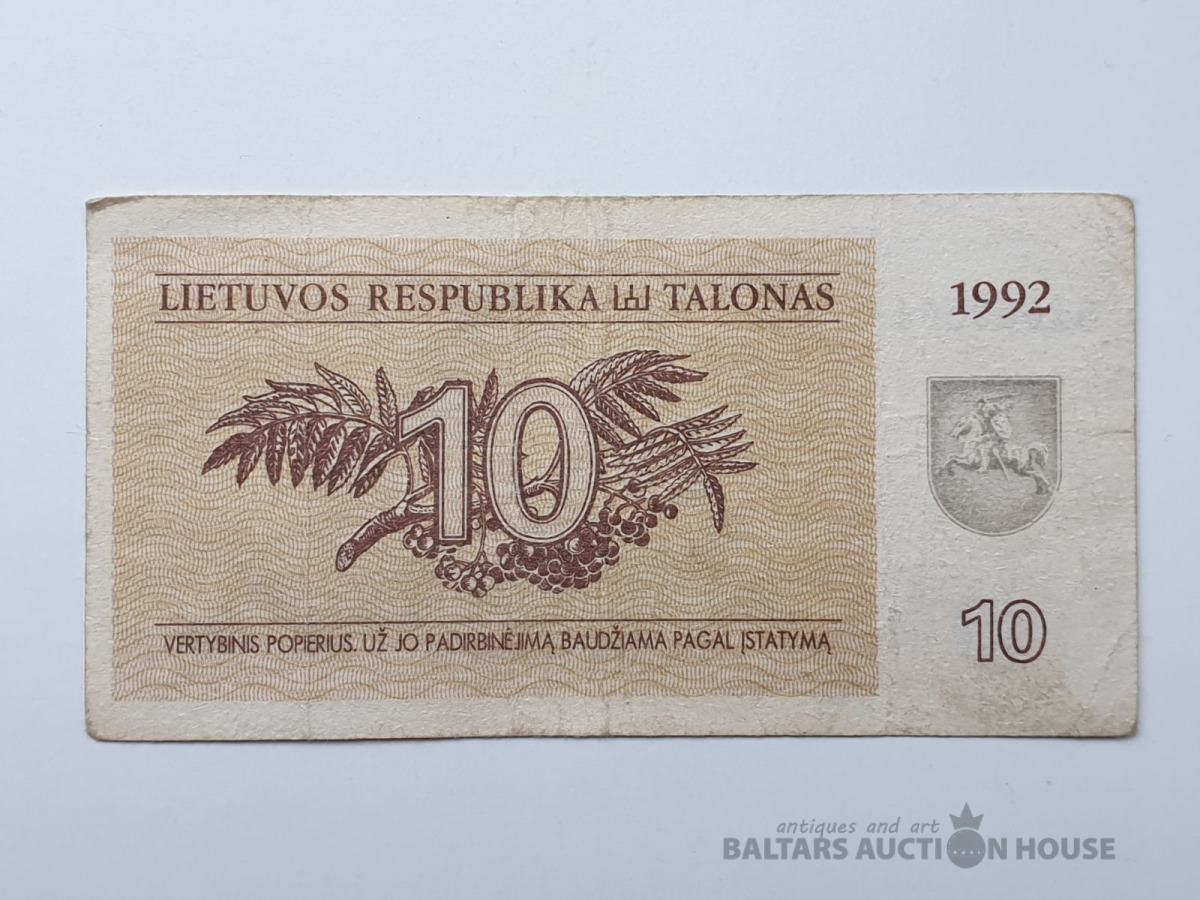 LIETUVOS RESPUBLIKA TALONAS
1992
10
10
VERTYBINIS POPIERIUS. UŽ JO PADIRBINĖJIMĄ BAUDŽIAMA PAGAL ĮSTATYMĄ
antiques and art
BALTARS AUCTION HOUSE